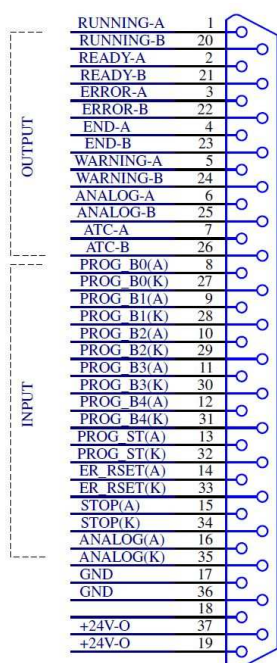 RUNNING-A 1
RUNNING-B 20
READY-A 2
READY-B 21
ERROR-A 3
ERROR-B 22
END-A 4
END-B 23
WARNING-A 5
WARNING-B 24
ANALOG-A 6
ANALOG-B 25
ATC-A 7
ATC-B 26
OUTPUT
PROG_B0(A) 8
PROG_B0(K) 27
PROG_B1(A) 9
PROG_B1(K) 28
PROG_B2(A) 10
PROG_B2(K) 29
PROG_B3(A) 11
PROG_B3(K) 30
PROG_B4(A) 12
PROG_B4(K) 31
PROG_ST(A) 13
PROG_ST(K) 32
ER_RSET(A) 14
ER_RSET(K) 33
STOP(A) 15
STOP(K) 34
ANALOG(A) 16
ANALOG(K) 35
INPUT
GND 17
GND 36
18
+24V-O 37
+24V-O 19